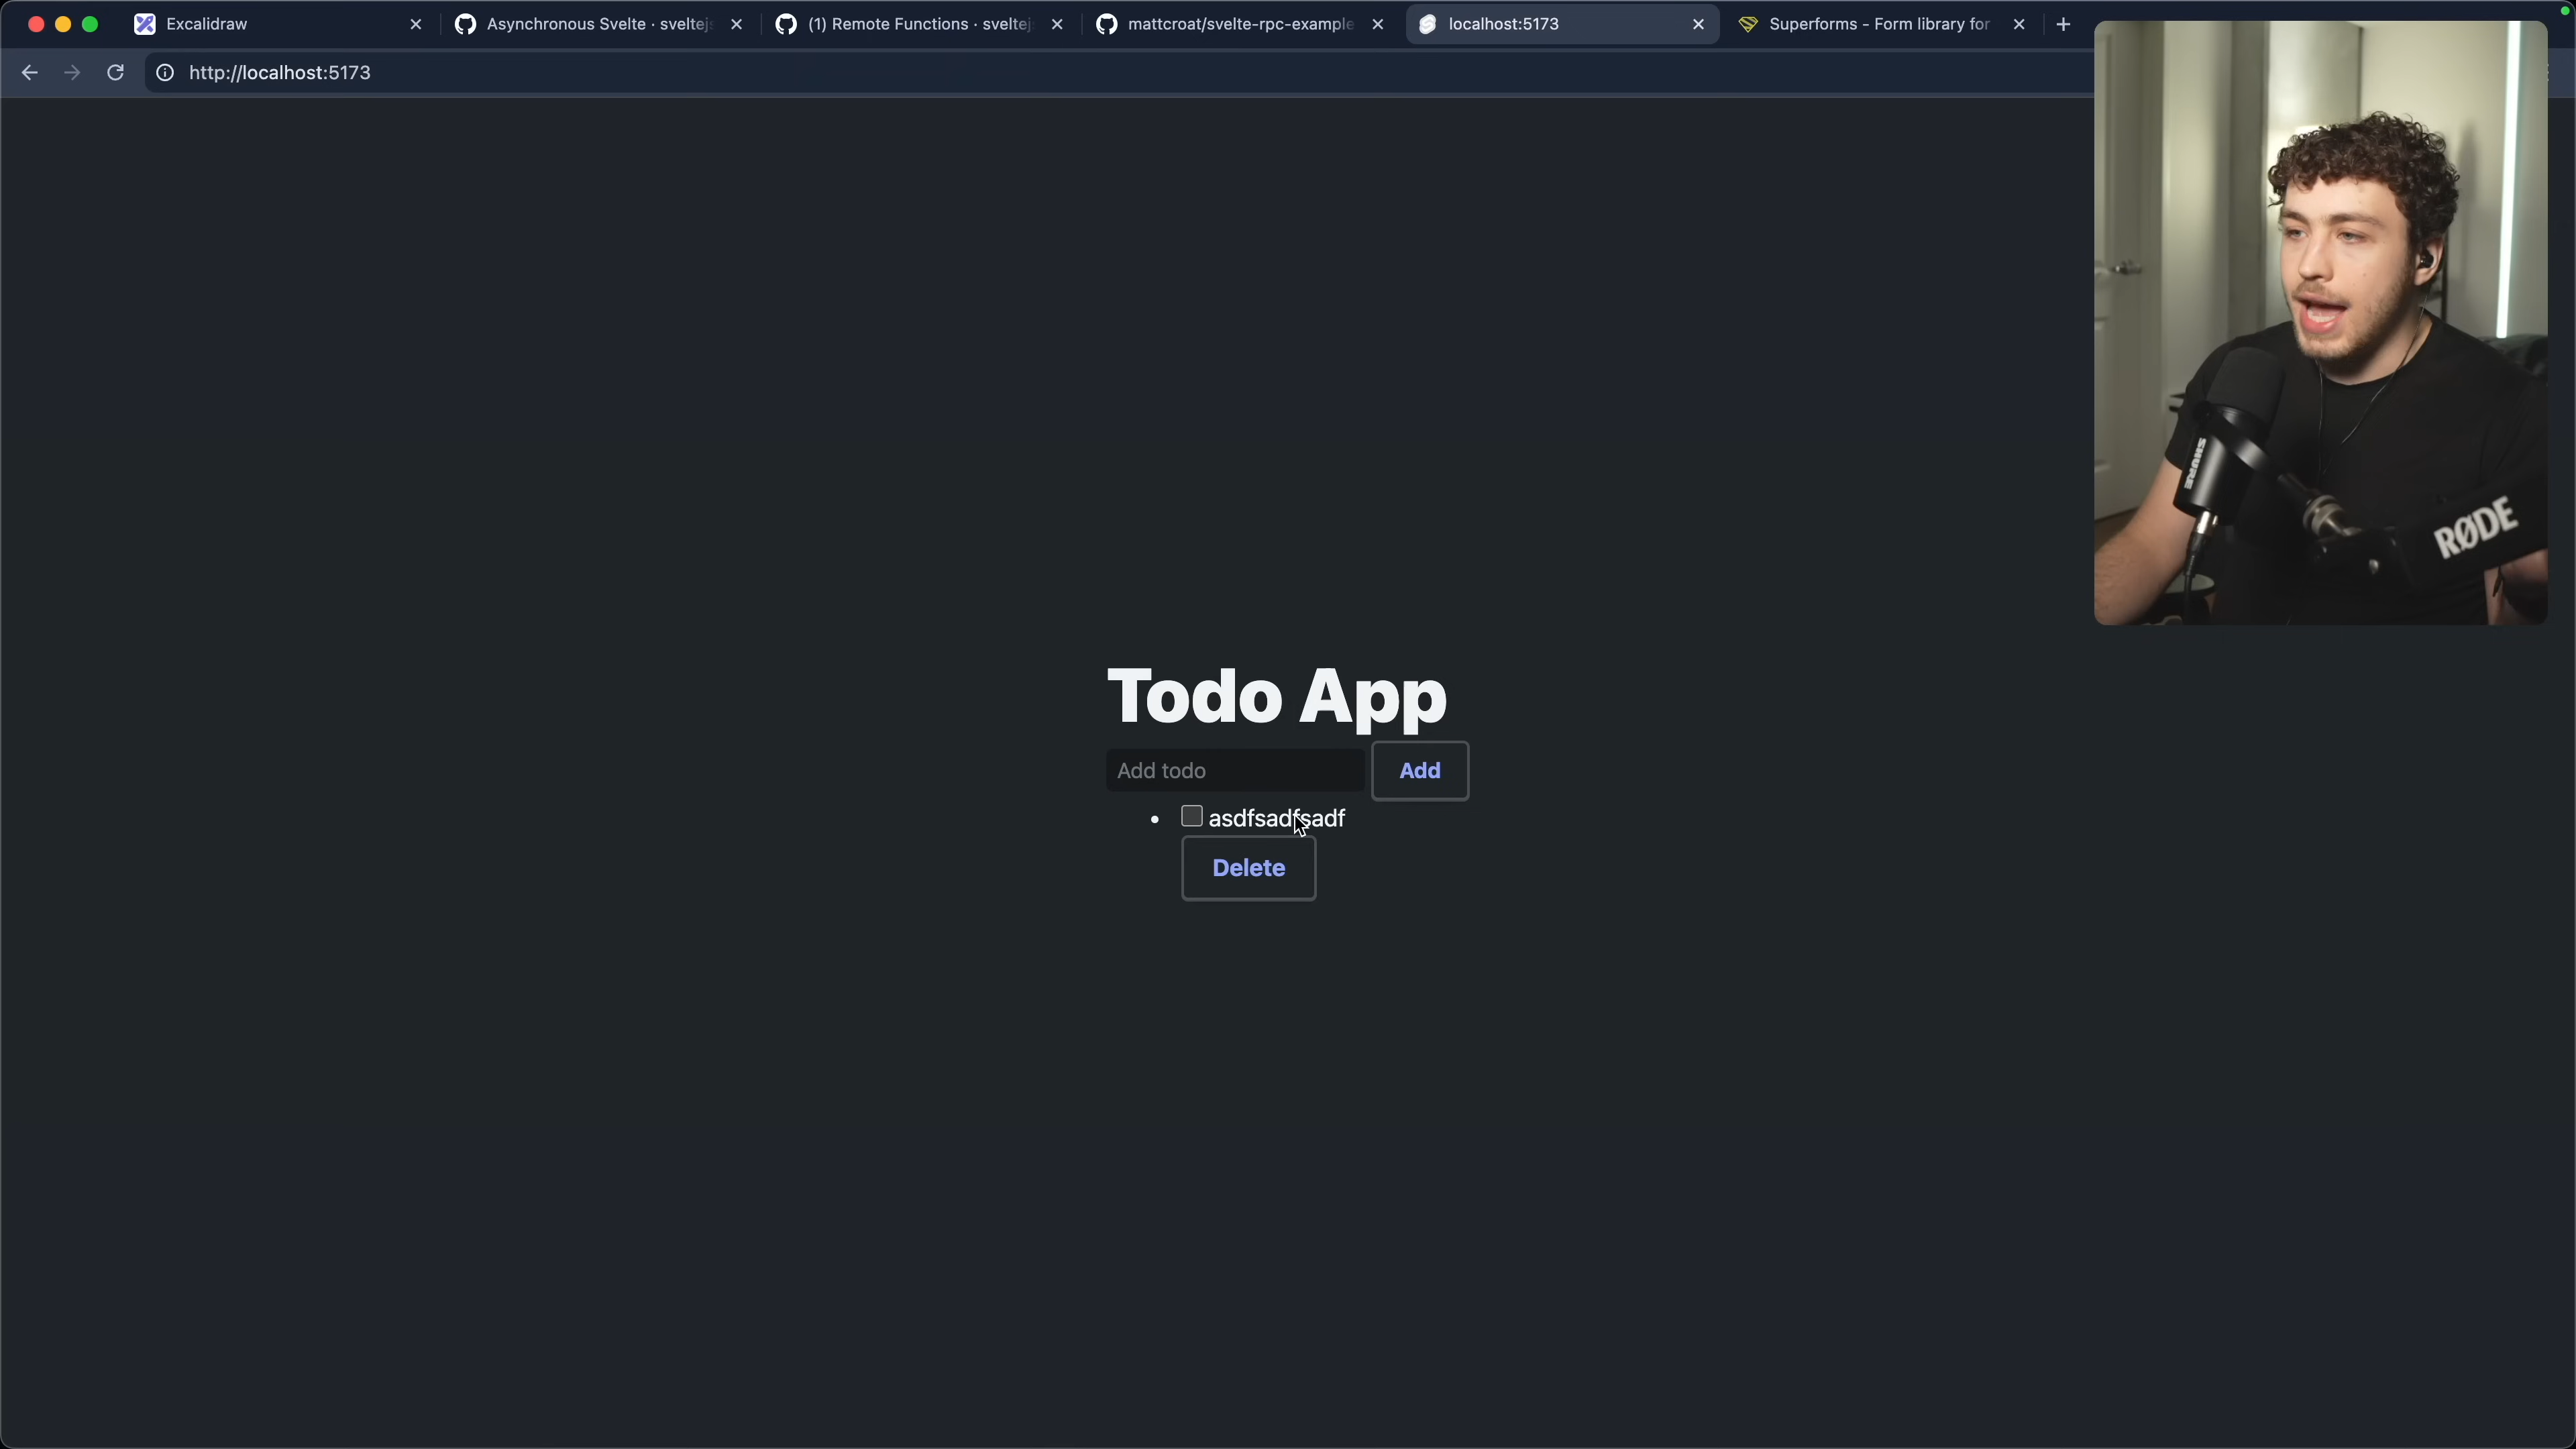 Excalidraw
Asynchronous Svelte · sveltejs
(1) Remote Functions · sveltej
mattcroat/svelte-rpc-example
localhost:5173
Superforms - Form library for
http://localhost:5173
SHURE
RØDE
Todo App
Add todo
Add
asdfsadfsadf
Delete